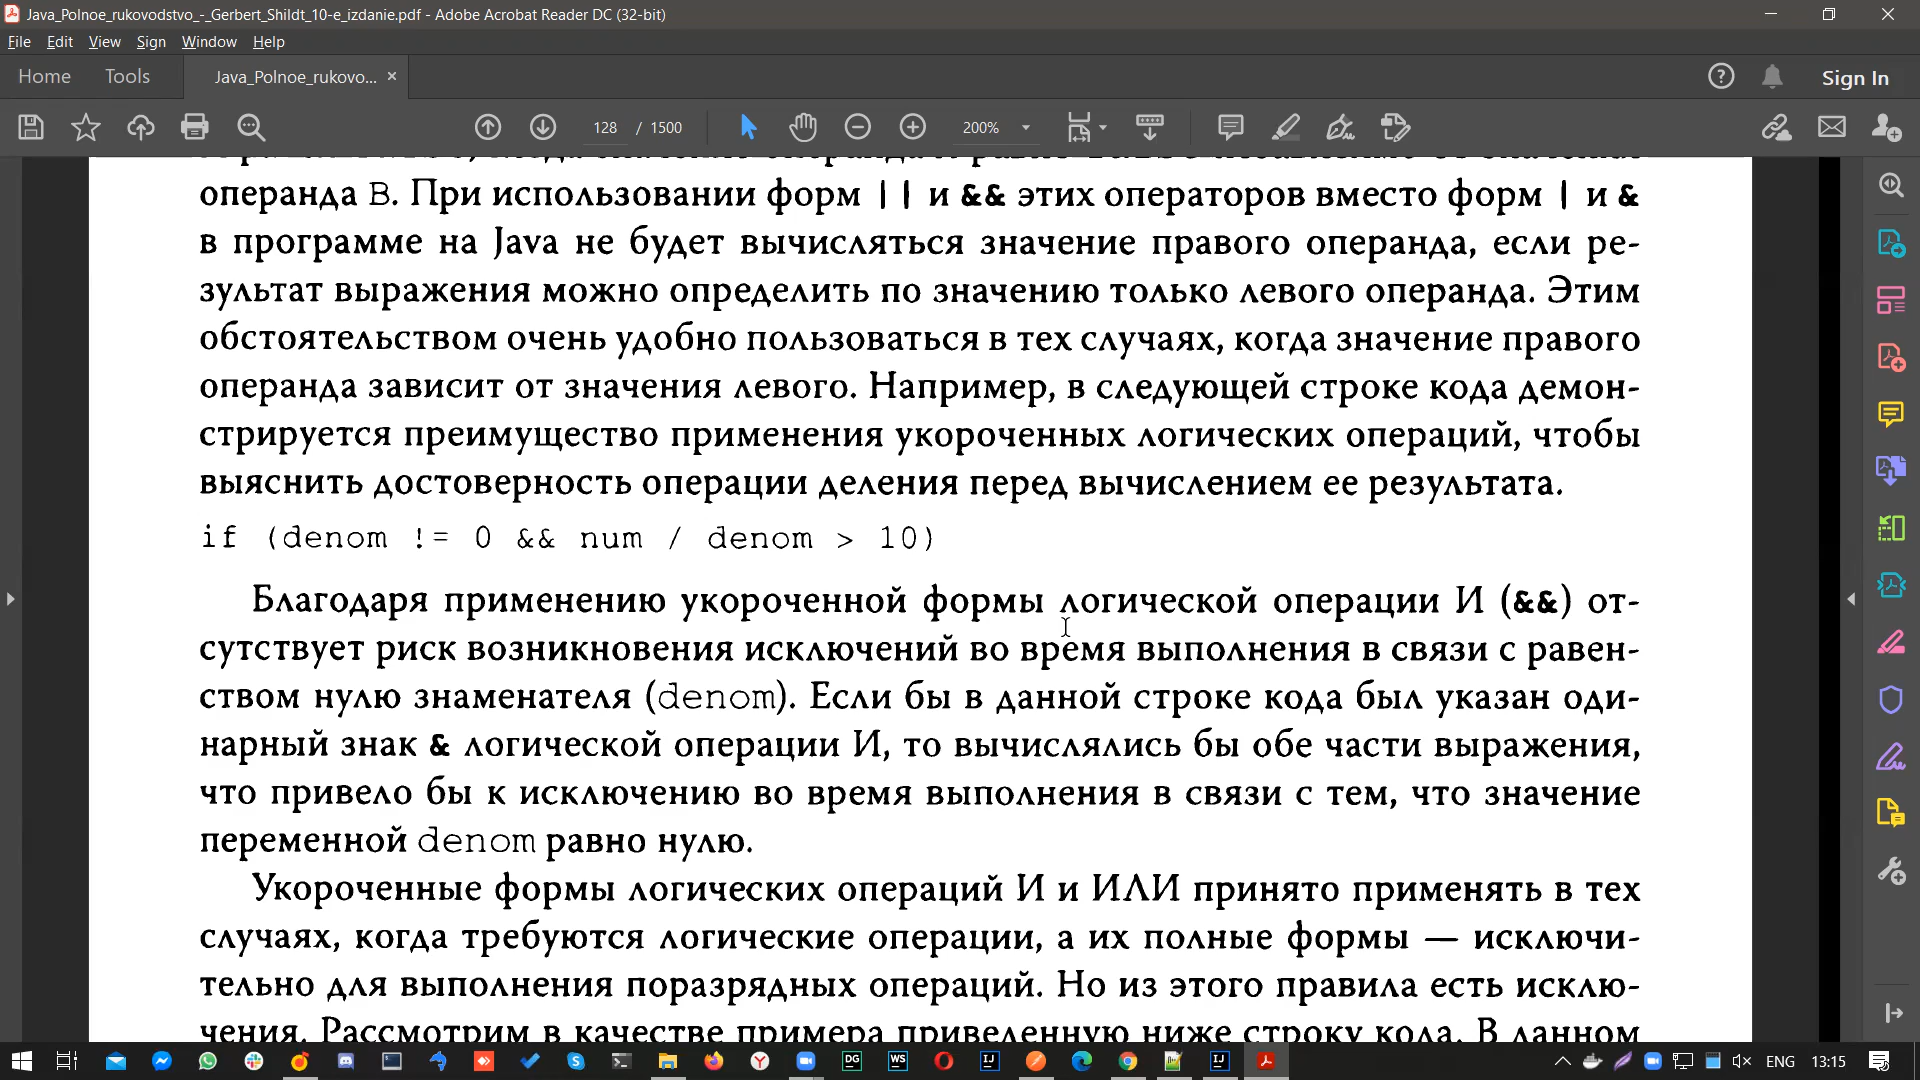 Java_Polnoe_rukovodstvo_-_Gerbert_Shildt_10-e_izdanie.pdf - Adobe Acrobat Reader DC (32-bit)
File Edit View Sign Window Help
Home Tools Java_Polnoe_rukovo... × Sign In
128 / 1500 200%
операнда B. При использовании форм || и && этих операторов вместо форм | и &
в программе на Java не будет вычисляться значение правого операнда, если ре-
зультат выражения можно определить по значению только левого операнда. Этим
обстоятельством очень удобно пользоваться в тех случаях, когда значение правого
операнда зависит от значения левого. Например, в следующей строке кода демон-
стрируется преимущество применения укороченных логических операций, чтобы
выяснить достоверность операции деления перед вычислением ее результата.
if (denom != 0 && num / denom > 10)
Благодаря применению укороченной формы логической операции И (&&) от-
сутствует риск возникновения исключений во время выполнения в связи с равен-
ством нулю знаменателя (denom). Если бы в данной строке кода был указан оди-
нарный знак & логической операции И, то вычислялись бы обе части выражения,
что привело бы к исключению во время выполнения в связи с тем, что значение
переменной denom равно нулю.
Укороченные формы логических операций И и ИЛИ принято применять в тех
случаях, когда требуются логические операции, а их полные формы — исключи-
тельно для выполнения поразрядных операций. Но из этого правила есть исклю-
чения. Рассмотрим в качестве примера приведенную ниже строку кода. В данном
ENG 13:15